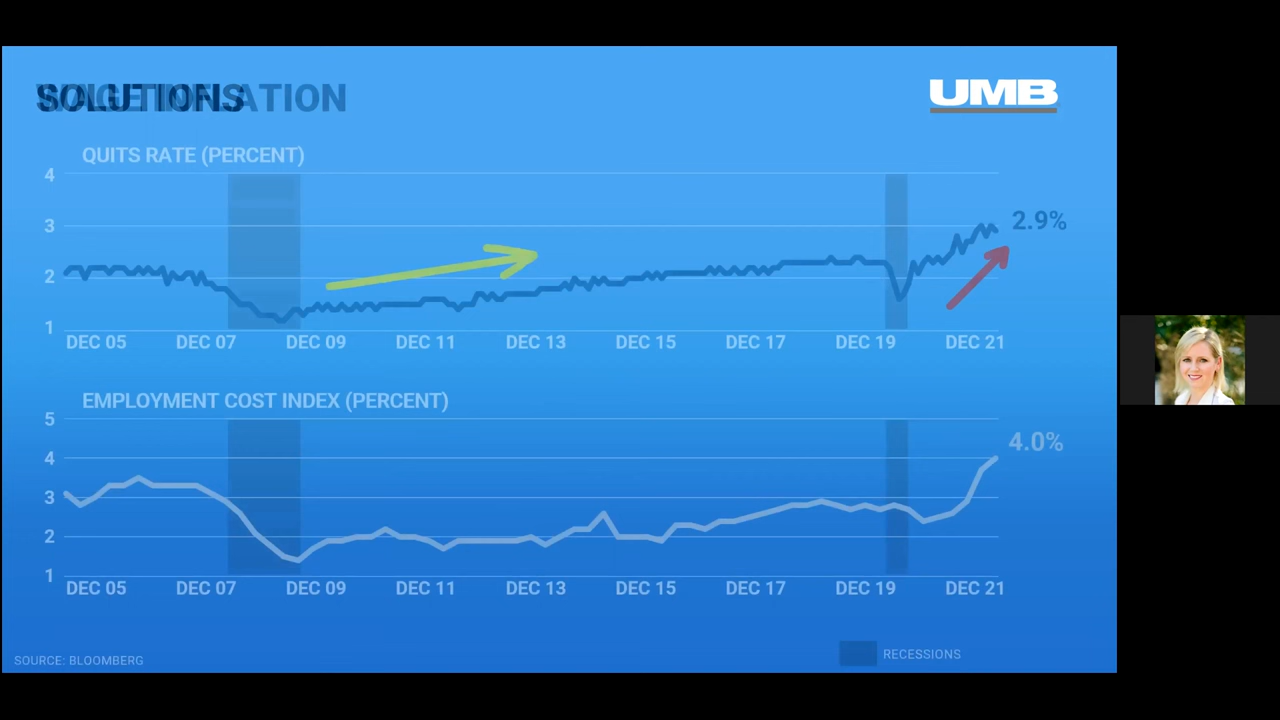 SOLUTIONS
WAGE INFLATION
UMB
QUITS RATE (PERCENT)
4
3
2
1
2.9%
DEC 05 DEC 07 DEC 09 DEC 11 DEC 13 DEC 15 DEC 17 DEC 19 DEC 21
EMPLOYMENT COST INDEX (PERCENT)
5
4
3
2
1
4.0%
DEC 05 DEC 07 DEC 09 DEC 11 DEC 13 DEC 15 DEC 17 DEC 19 DEC 21
SOURCE: BLOOMBERG
RECESSIONS